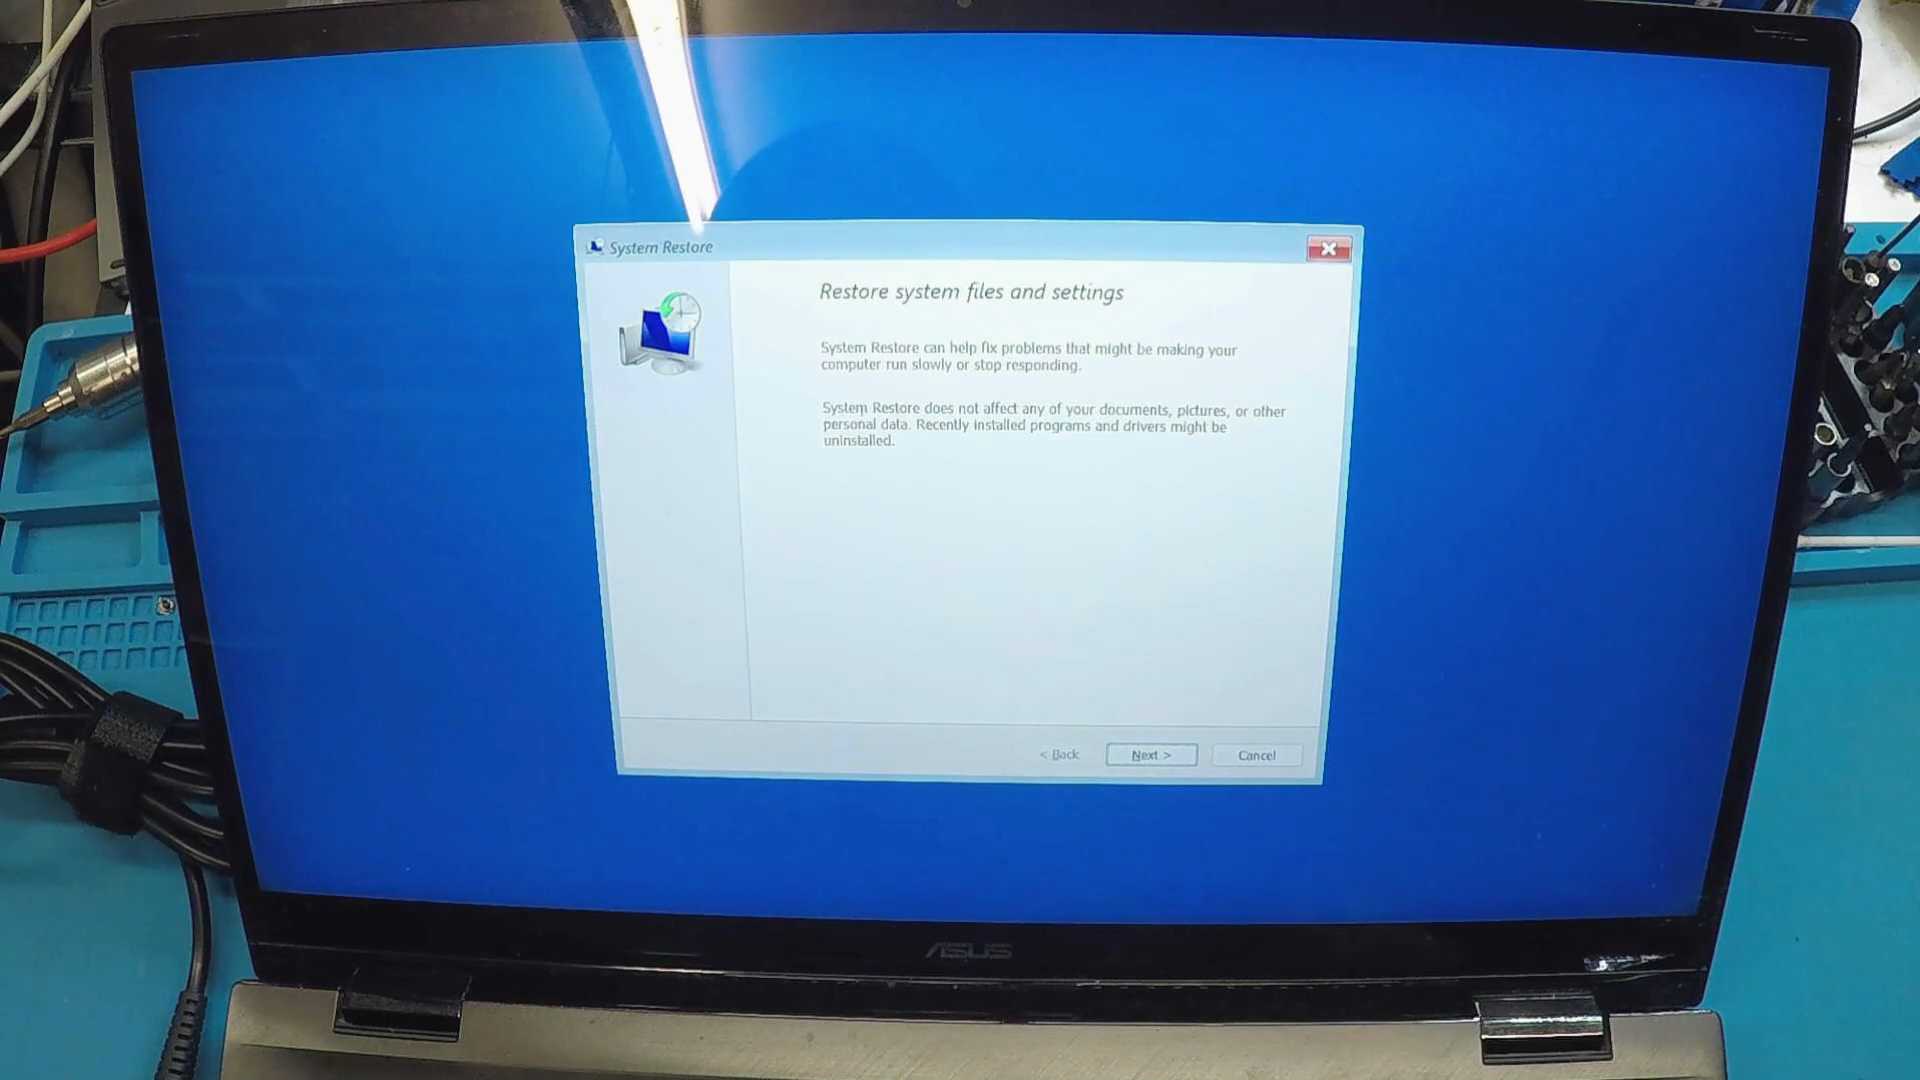 System Restore
Restore system files and settings
System Restore can help fix problems that might be making your
computer run slowly or stop responding.
System Restore does not affect any of your documents, pictures, or other
personal data. Recently installed programs and drivers might be
uninstalled.
< Back
Next >
Cancel
ASUS